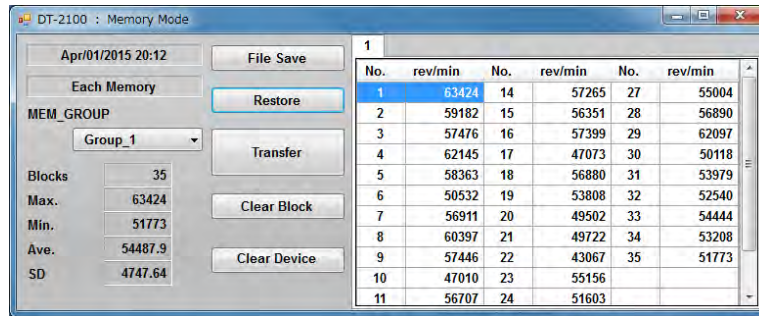 DT-2100 : Memory Mode
Apr/01/2015 20:12
Each Memory
MEM_GROUP
Group_1
Blocks 35
Max. 63424
Min. 51773
Ave. 54487.9
SD 4747.64
File Save
Restore
Transfer
Clear Block
Clear Device
1
No. rev/min No. rev/min No. rev/min
1 63424 14 57265 27 55004
2 59182 15 56351 28 56890
3 57476 16 57399 29 62097
4 62145 17 47073 30 50118
5 58363 18 56880 31 53979
6 50532 19 53808 32 52540
7 56911 20 49502 33 54444
8 60397 21 49722 34 53208
9 57446 22 43067 35 51773
10 47010 23 55156
11 56707 24 51603